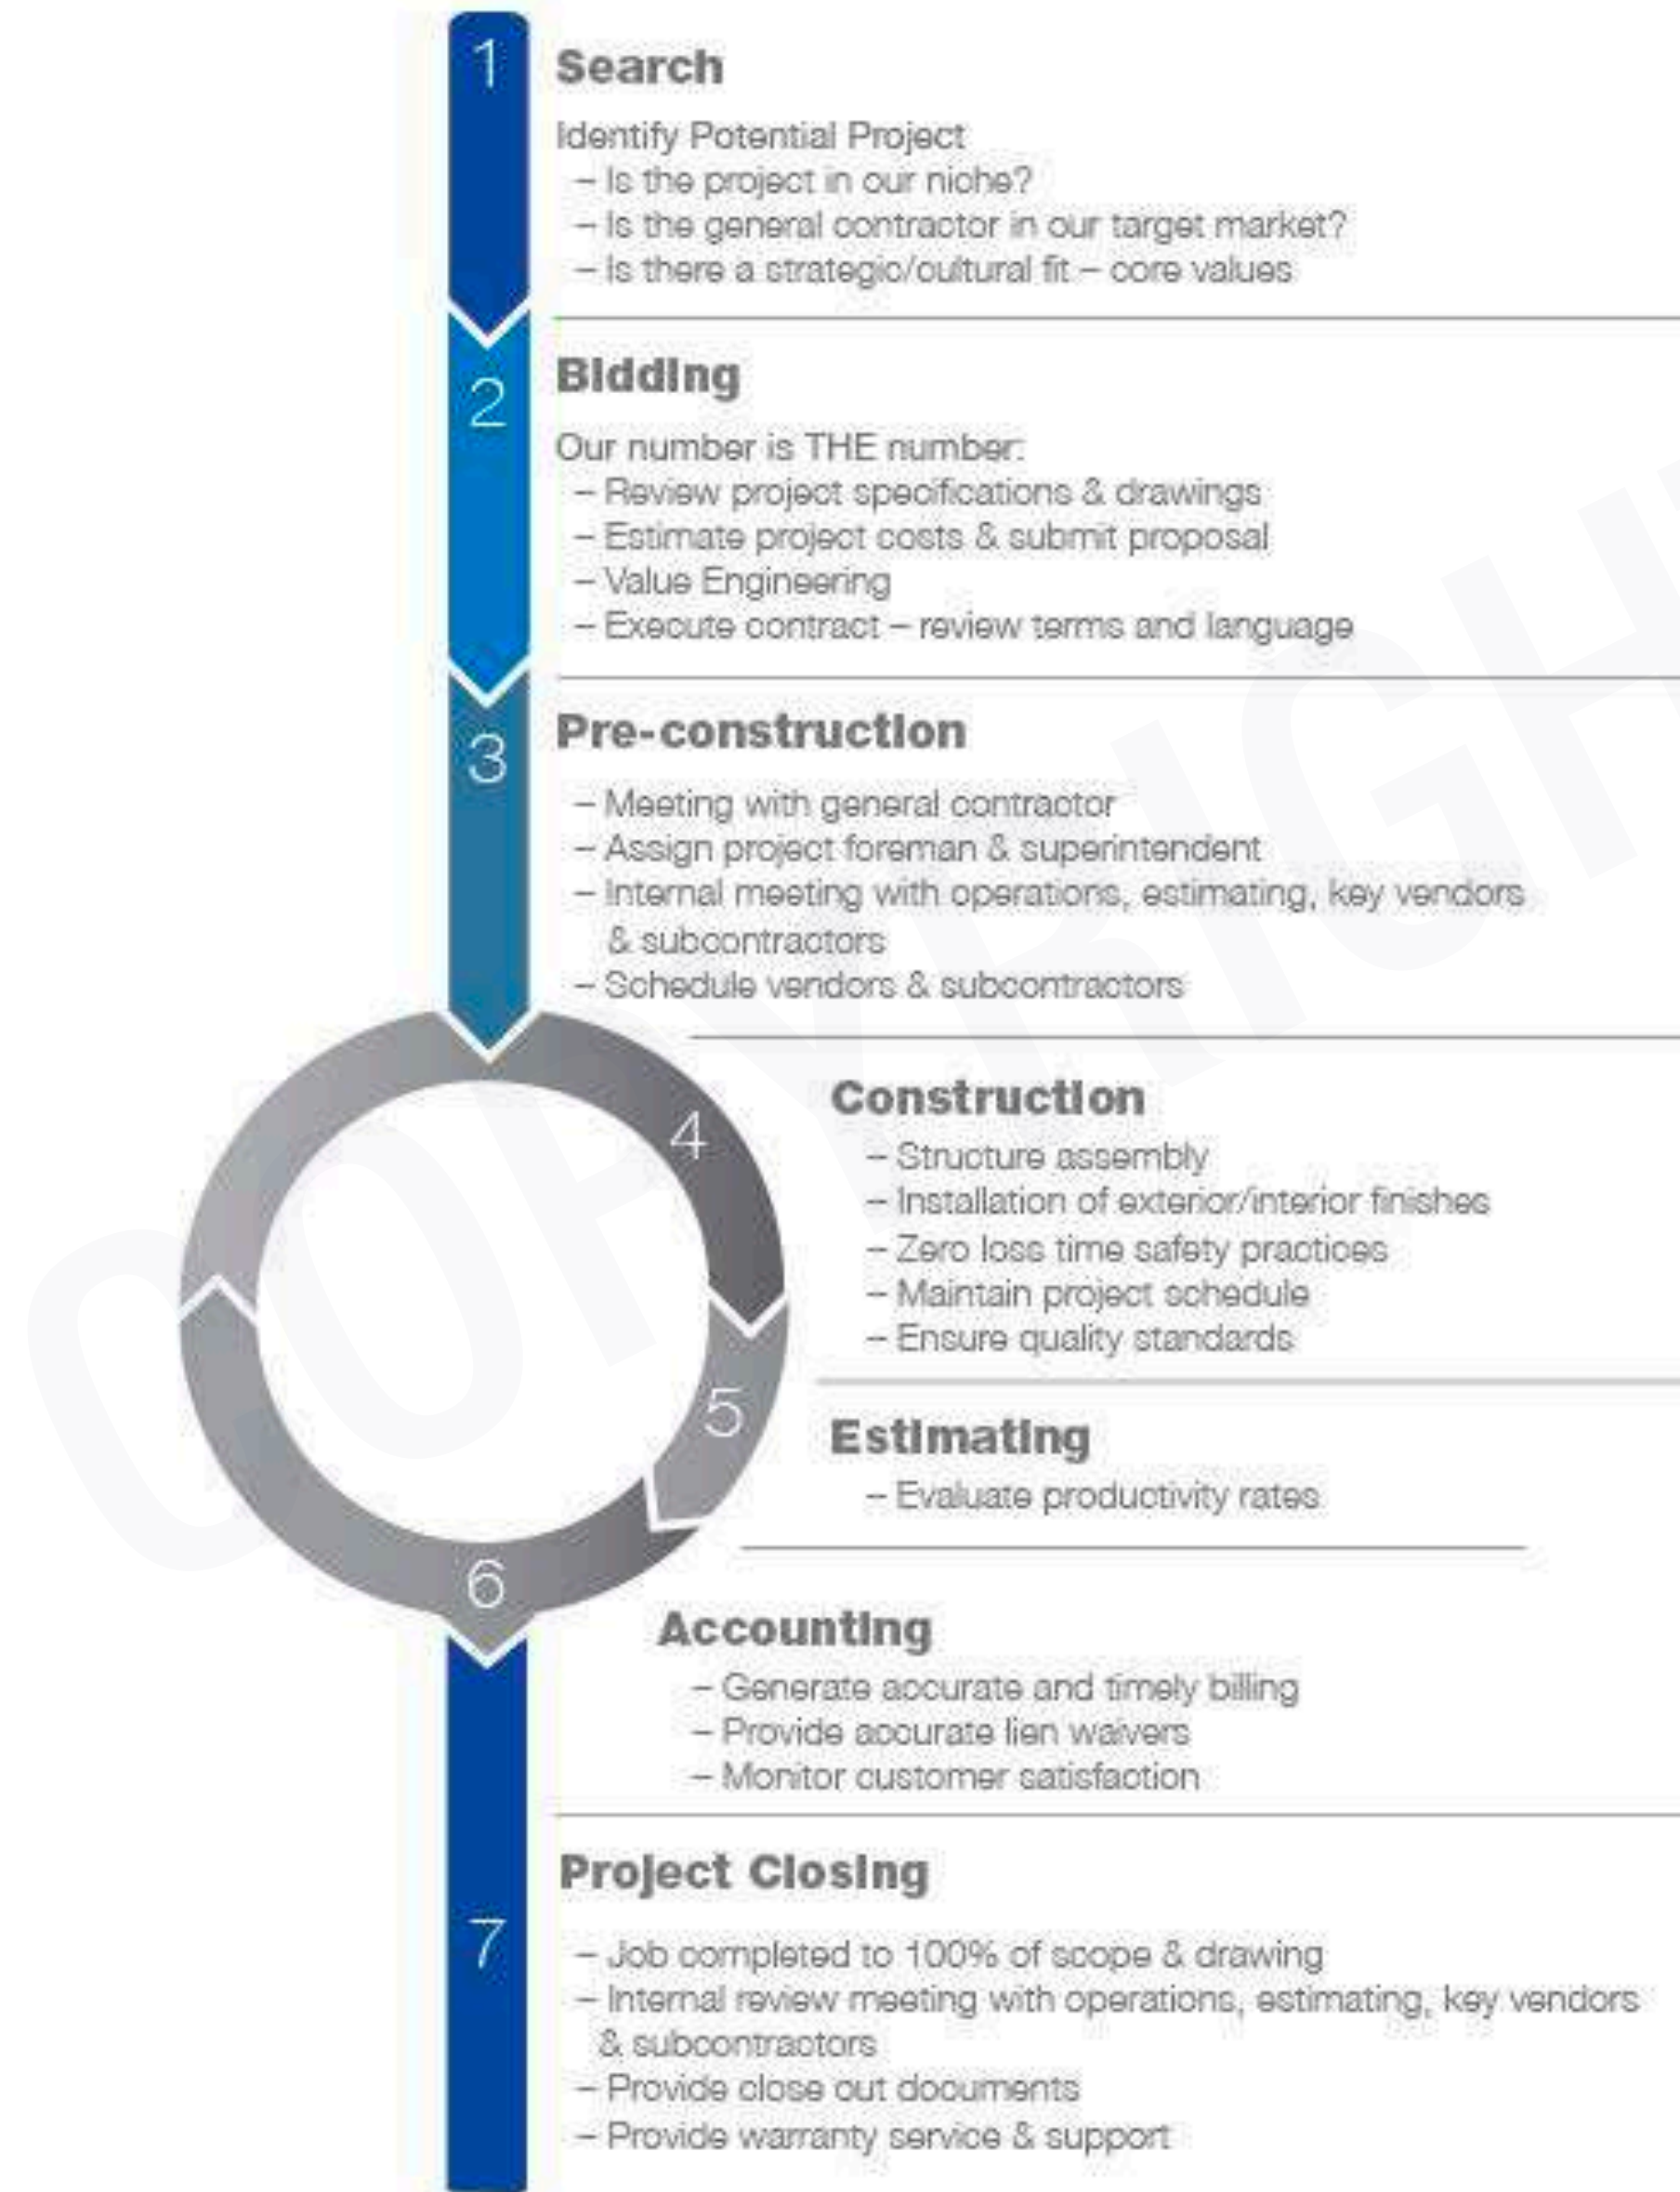 1
Search
Identify Potential Project
– Is the project in our niche?
– Is the general contractor in our target market?
– Is there a strategic/cultural fit – core values
2
Bidding
Our number is THE number:
– Review project specifications & drawings
– Estimate project costs & submit proposal
– Value Engineering
– Execute contract – review terms and language
3
Pre-construction
– Meeting with general contractor
– Assign project foreman & superintendent
– Internal meeting with operations, estimating, key vendors
& subcontractors
– Schedule vendors & subcontractors
4
Construction
– Structure assembly
– Installation of exterior/interior finishes
– Zero loss time safety practices
– Maintain project schedule
– Ensure quality standards
5
Estimating
– Evaluate productivity rates
6
Accounting
– Generate accurate and timely billing
– Provide accurate lien waivers
– Monitor customer satisfaction
7
Project Closing
– Job completed to 100% of scope & drawing
– Internal review meeting with operations, estimating, key vendors
& subcontractors
– Provide close out documents
– Provide warranty service & support
COPYRIGH